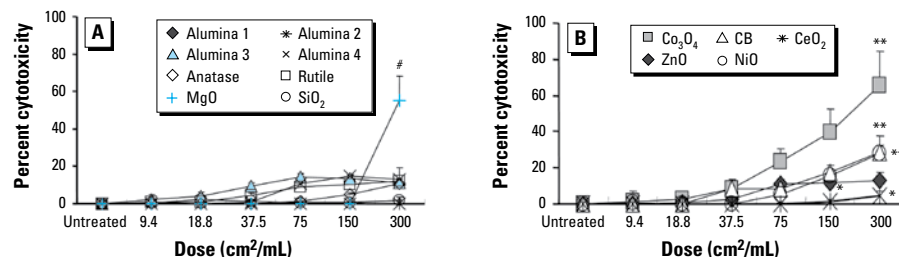 A
Percent cytotoxicity
100
80
60
40
20
0
Alumina 1
Alumina 2
Alumina 3
Alumina 4
Anatase
Rutile
MgO
SiO2
#
Untreated 9.4 18.8 37.5 75 150 300
Dose (cm2/mL)
B
Percent cytotoxicity
100
80
60
40
20
0
Co3O4
CB
CeO2
ZnO
NiO
**
**
**
*
*
Untreated 9.4 18.8 37.5 75 150 300
Dose (cm2/mL)